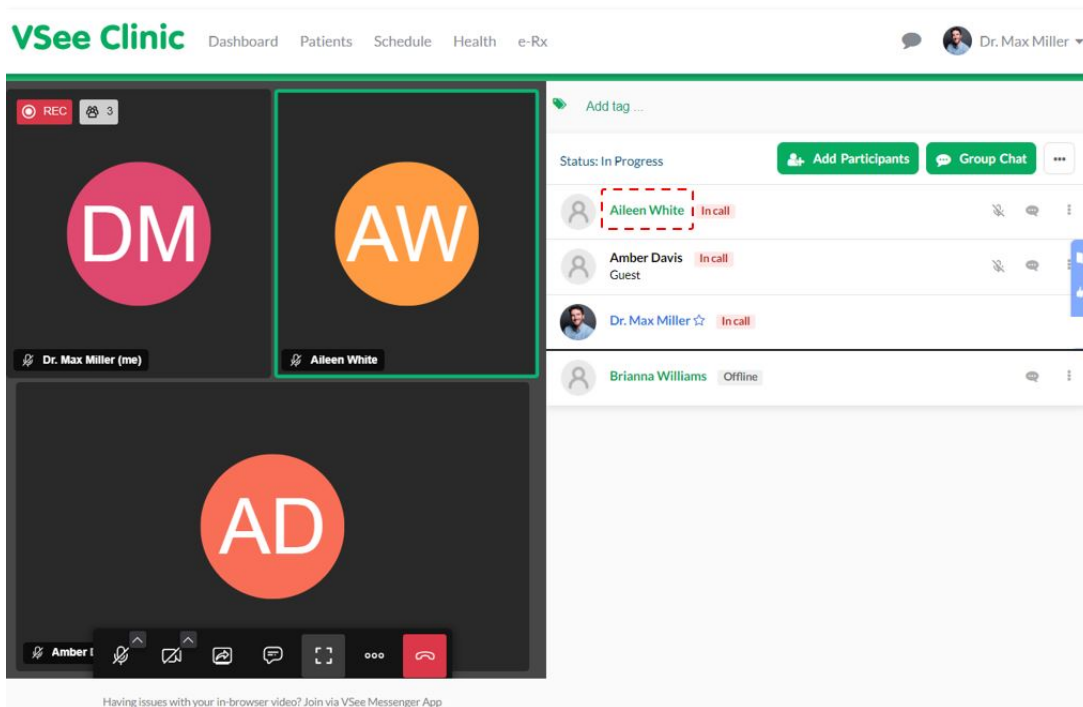 VSee Clinic Dashboard Patients Schedule Health e-Rx Dr. Max Miller
REC 3
DM
AW
Dr. Max Miller (me)
Aileen White
AD
Amber
Having issues with your in-browser video? Join via VSee Messenger App
Add tag ...
Status: In Progress Add Participants Group Chat
Aileen White In call
Amber Davis In call
Guest
Dr. Max Miller In call
Brianna Williams Offline